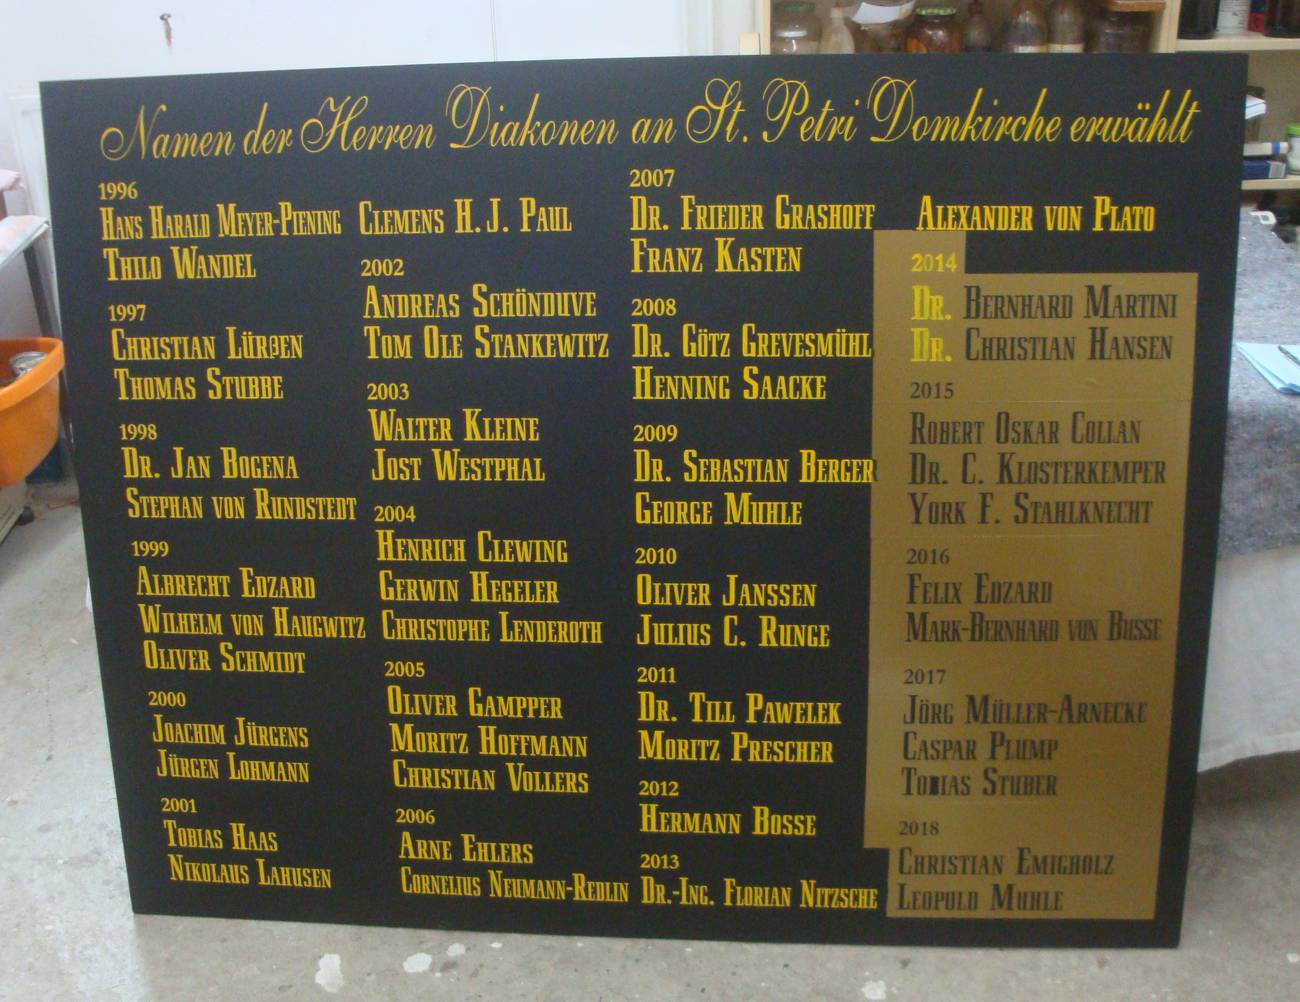 Namen der Herren Diakonen an St. Petri Domkirche erwählt
1996
Hans Harald Meyer-Piening
Thilo Wandel
1997
Christian Lürßen
Thomas Stubbe
1998
Dr. Jan Bogena
Stephan von Rundstedt
1999
Albrecht Edzard
Wilhelm von Haugwitz
Oliver Schmidt
2000
Joachim Jürgens
Jürgen Lohmann
2001
Tobias Haas
Nikolaus Lahusen
Clemens H. J. Paul
2002
Andreas Schünduve
Tom Ole Stankewitz
2003
Walter Kleine
Jost Westphal
2004
Henrich Clewing
Gerwin Hegeler
Christophe Lenderoth
2005
Oliver Gampper
Moritz Hoffmann
Christian Vollers
2006
Arne Ehlers
Cornelius Neumann-Redlin
2007
Dr. Frieder Grashoff
Franz Kasten
2008
Dr. Götz Grevesmühl
Henning Saacke
2009
Dr. Sebastian Berger
George Muhle
2010
Oliver Janssen
Julius C. Runge
2011
Dr. Till Pawelek
Moritz Prescher
2012
Hermann Bosse
2013
Dr.-Ing. Florian Nitzsche
Alexander von Plato
2014
Dr. Bernhard Martini
Dr. Christian Hansen
2015
Robert Oskar Collan
Dr. C. Klosterkemper
York F. Stahlknecht
2016
Felix Edzard
Mark-Bernhard von Busse
2017
Jörg Müller-Arnecke
Caspar Plump
Tobias Stuber
2018
Christian Emigholz
Leopold Muhle